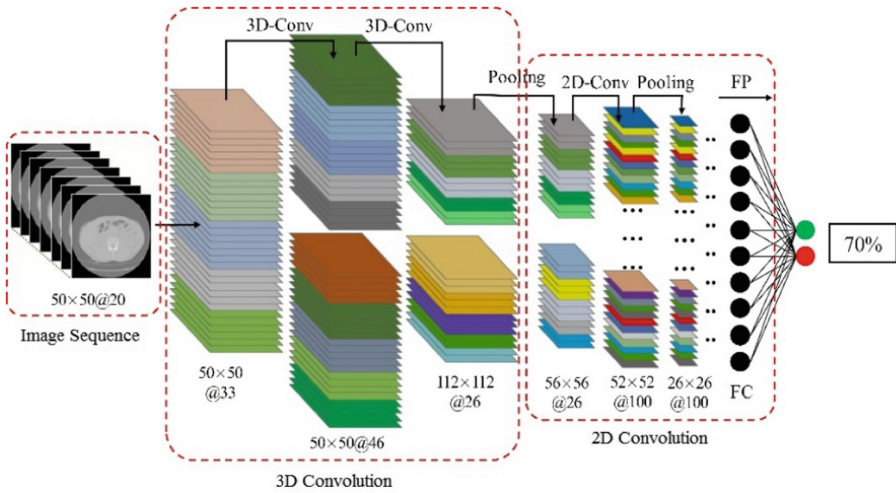 3D-Conv
3D-Conv
Pooling
2D-Conv
Pooling
FP
50×50@20
Image Sequence
50×50
@33
50×50@46
112×112
@26
3D Convolution
56×56
@26
52×52
@100
26×26
@100
FC
2D Convolution
70%